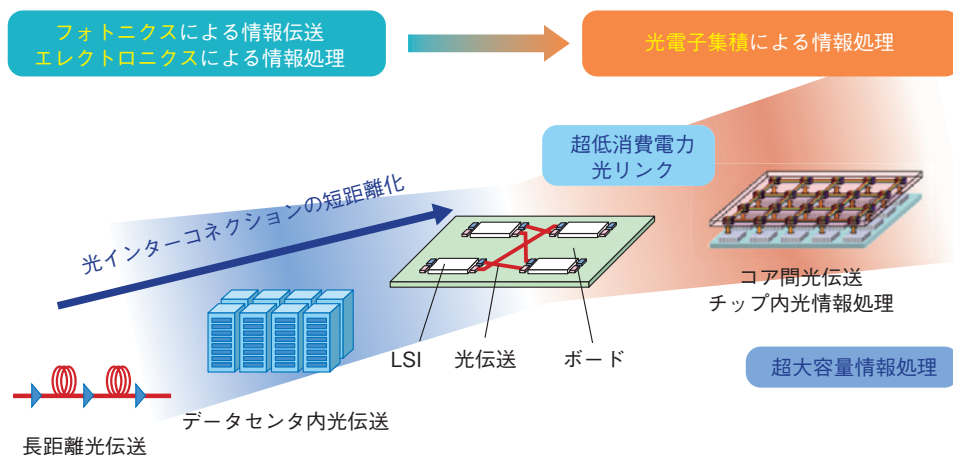 フォトニクスによる情報伝送
エレクトロニクスによる情報処理
光電子集積による情報処理
超低消費電力
光リンク
光インターコネクションの短距離化
コア間光伝送
チップ内光情報処理
LSI
光伝送
ボード
超大容量情報処理
データセンタ内光伝送
長距離光伝送